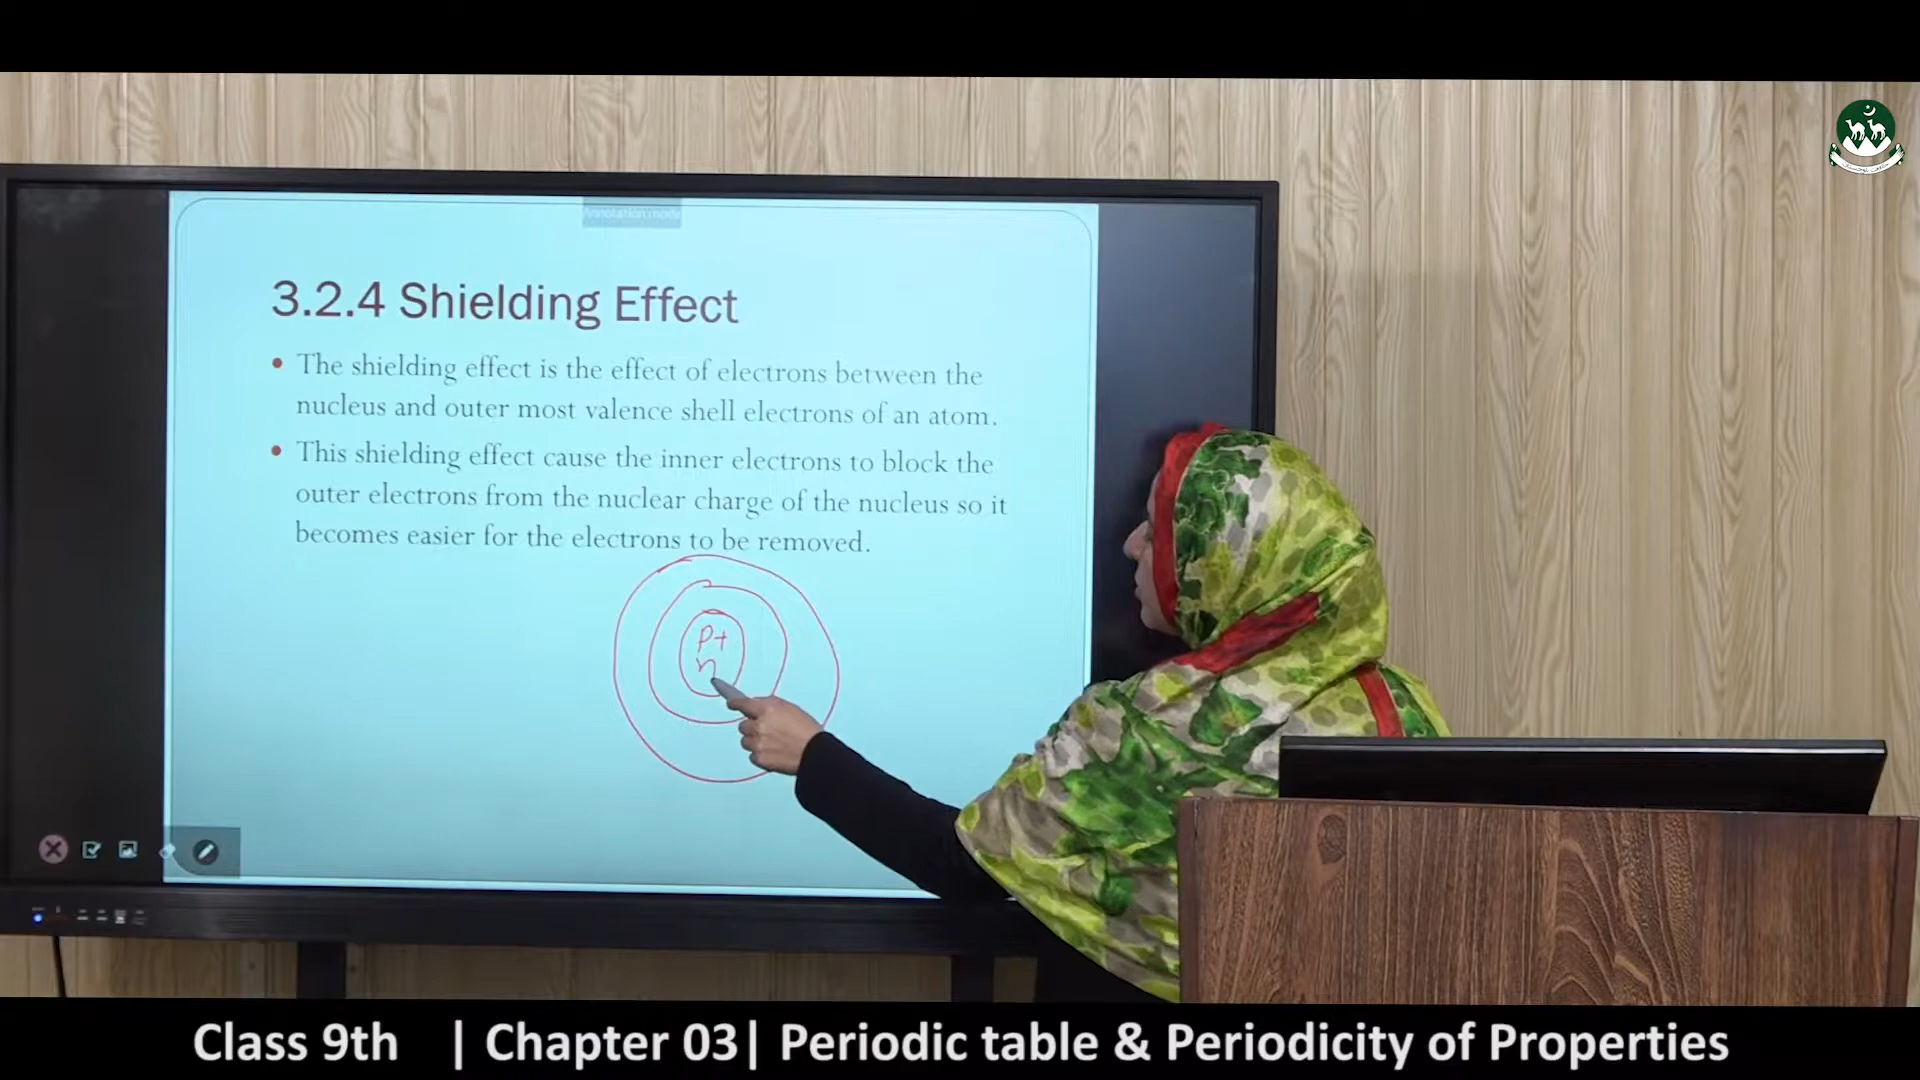 Annotation mode
3.2.4 Shielding Effect
• The shielding effect is the effect of electrons between the
nucleus and outer most valence shell electrons of an atom.
• This shielding effect cause the inner electrons to block the
outer electrons from the nuclear charge of the nucleus so it
becomes easier for the electrons to be removed.
P+
n
Class 9th | Chapter 03| Periodic table & Periodicity of Properties